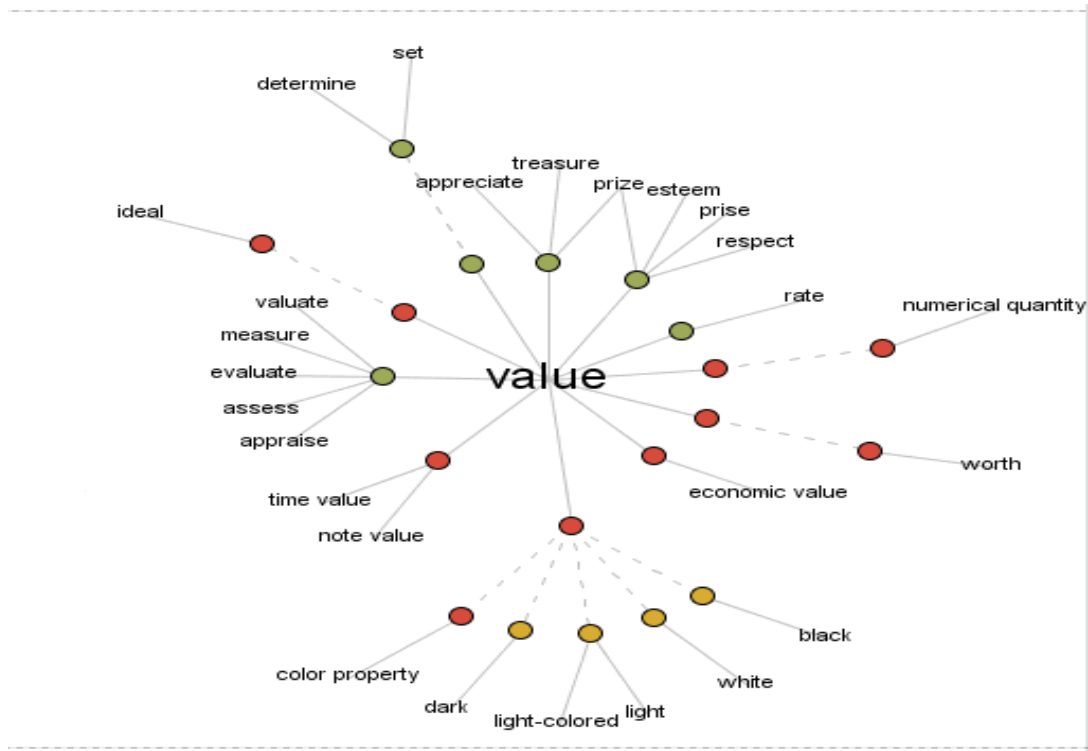 set
determine
treasure
appreciate
prize
esteem
ideal
prise
respect
valuate
rate
numerical quantity
measure
evaluate
value
assess
appraise
worth
time value
economic value
note value
black
color property
white
dark
light-colored
light